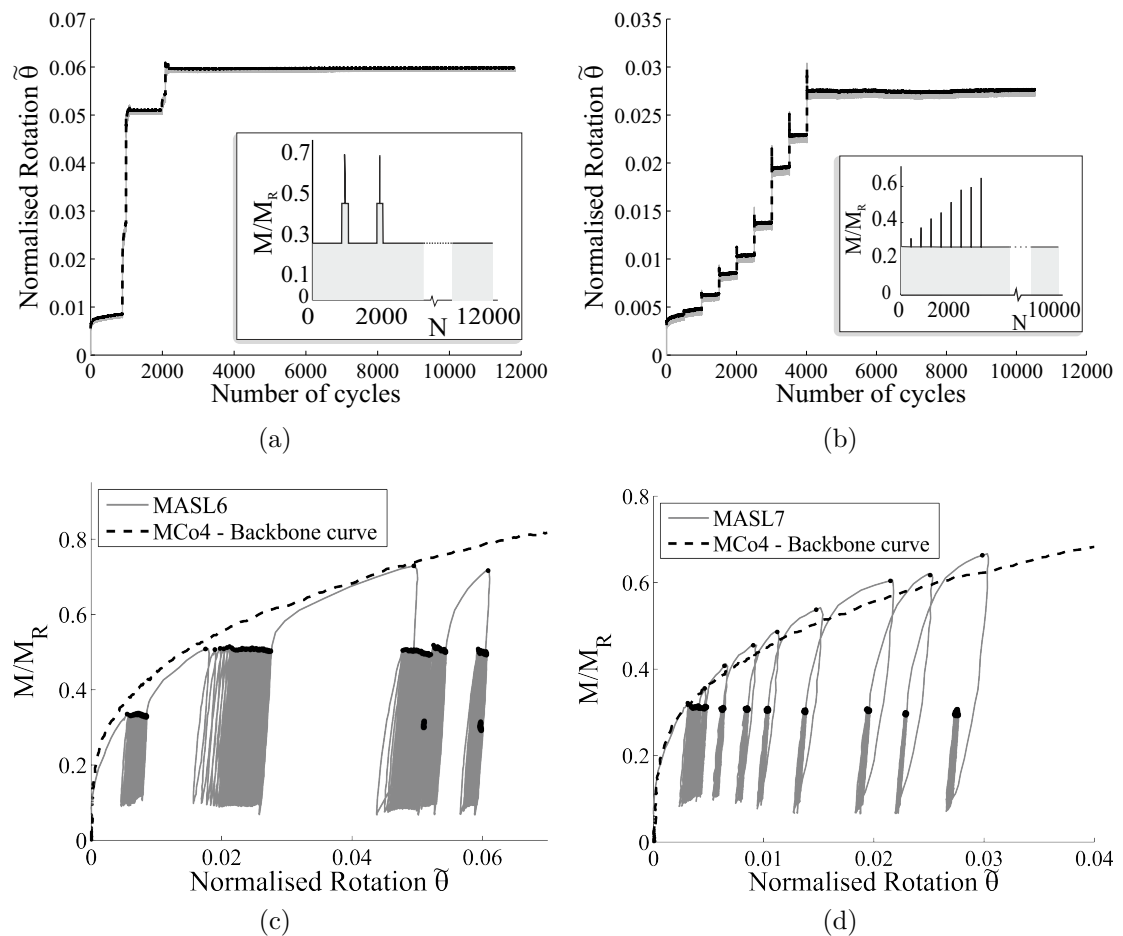 0.07
0.06
0.05
0.04
0.03
0.02
0.01
0
Normalised Rotation θ̃
0 2000 4000 6000 8000 10000 12000
Number of cycles
0.7
0.5
0.3
0.1
0
M/M_R
0 2000 12000
N
(a)
0.035
0.03
0.025
0.02
0.015
0.01
0.005
0
Normalised Rotation θ̃
0 2000 4000 6000 8000 10000 12000
Number of cycles
0.6
0.4
0.2
0
M/M_R
0 2000 10000
N
(b)
MASL6
MCo4 - Backbone curve
0.8
0.6
0.4
0.2
0
M/M_R
0 0.02 0.04 0.06
Normalised Rotation θ̃
(c)
MASL7
MCo4 - Backbone curve
0.8
0.6
0.4
0.2
0
M/M_R
0 0.01 0.02 0.03 0.04
Normalised Rotation θ̃
(d)